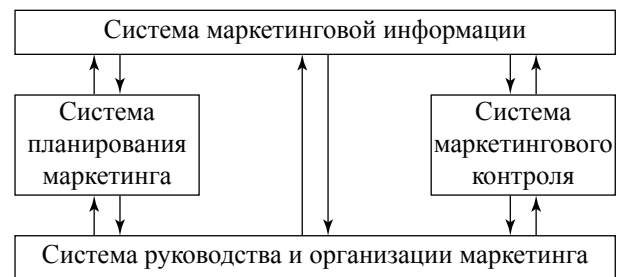 Система маркетинговой информации
Система
планирования
маркетинга
Система
маркетингового
контроля
Система руководства и организации маркетинга